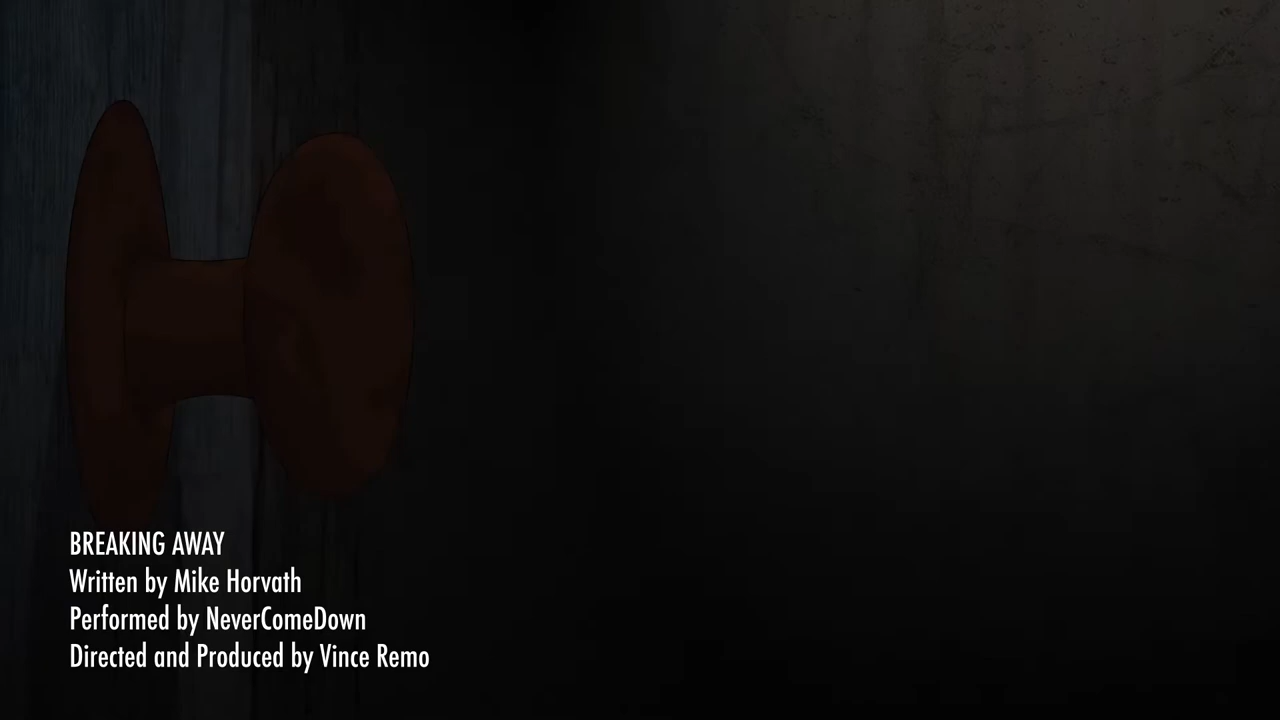 BREAKING AWAY
Written by Mike Horvath
Performed by NeverComeDown
Directed and Produced by Vince Remo